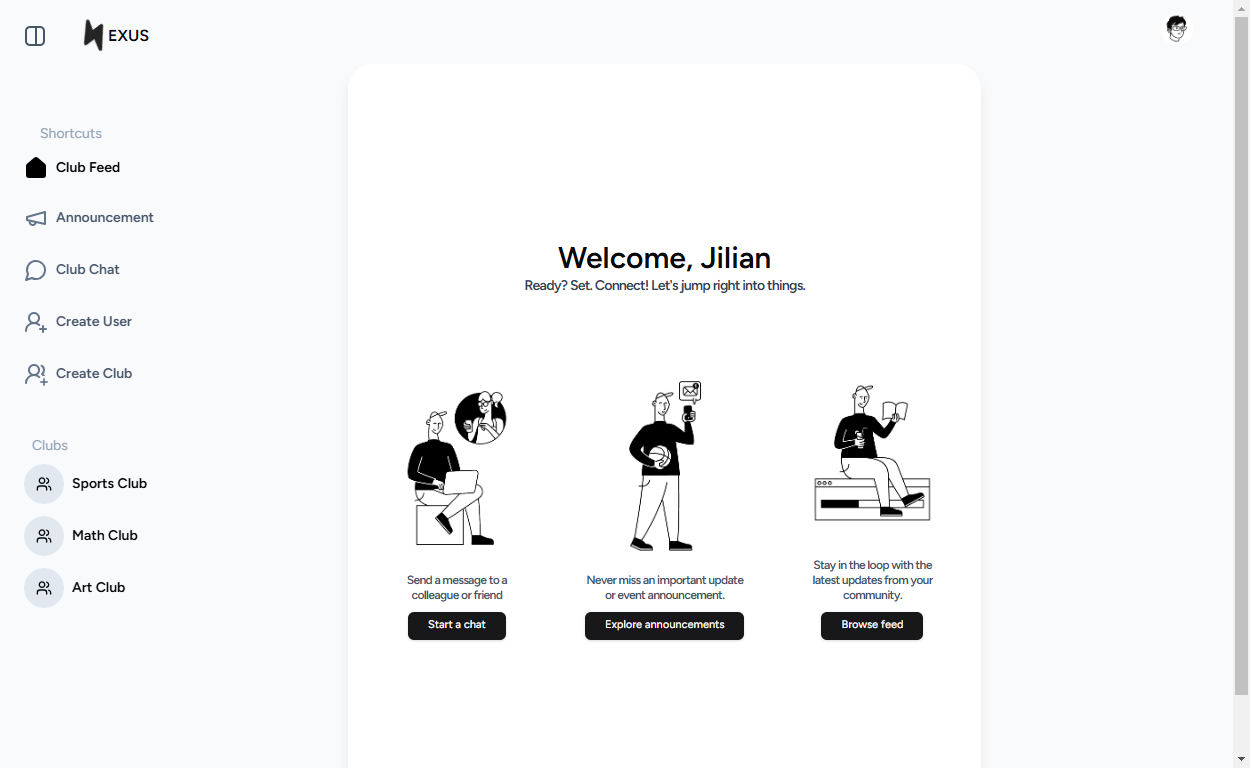 EXUS
Shortcuts
Club Feed
Announcement
Club Chat
Create User
Create Club
Clubs
Sports Club
Math Club
Art Club
Welcome, Jilian
Ready? Set. Connect! Let's jump right into things.
Send a message to a
colleague or friend
Start a chat
Never miss an important update
or event announcement.
Explore announcements
Stay in the loop with the
latest updates from your
community.
Browse feed